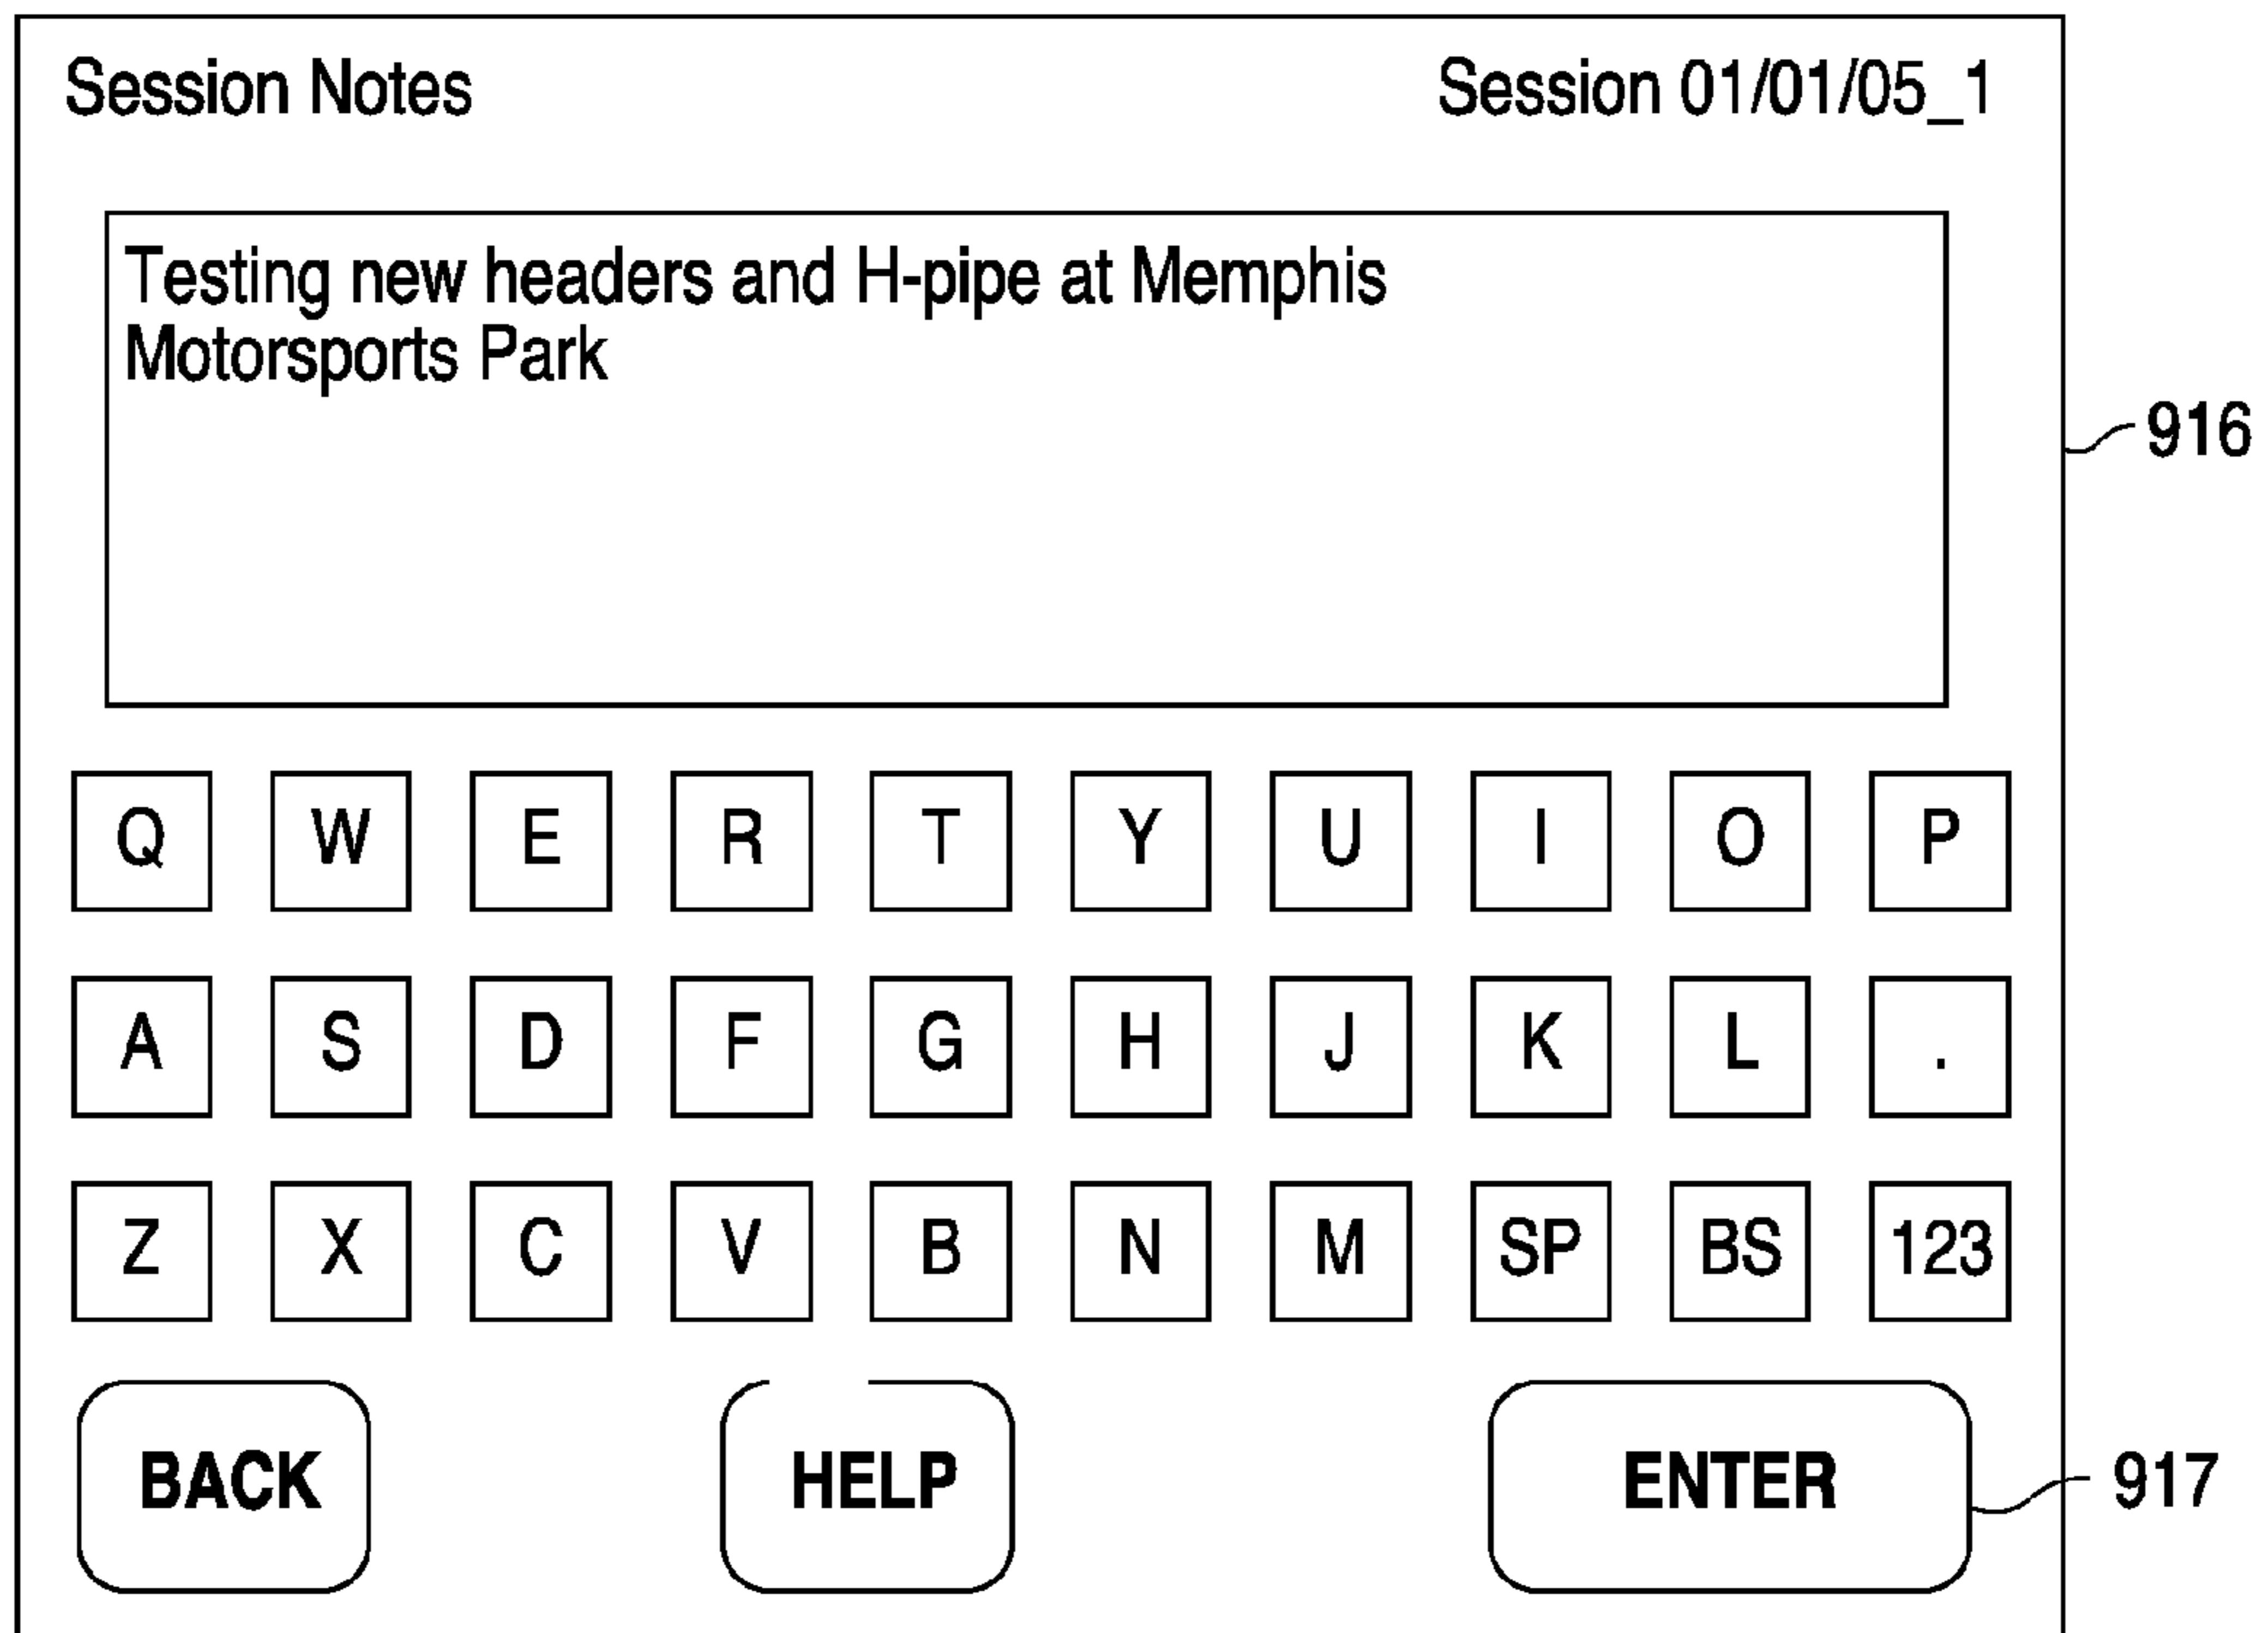 Session Notes Session 01/01/05_1
Testing new headers and H-pipe at Memphis
Motorsports Park
916
Q W E R T Y U I O P
A S D F G H J K L .
Z X C V B N M SP BS 123
BACK HELP ENTER 917